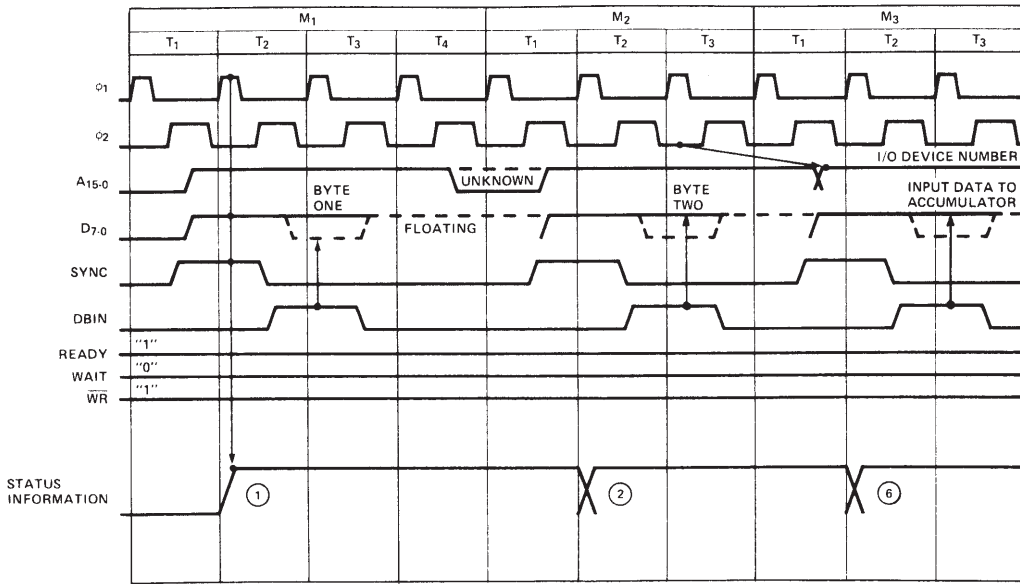 M1 M2 M3
T1 T2 T3 T4 T1 T2 T3 T1 T2 T3
φ1
φ2
I/O DEVICE NUMBER
A15-0
UNKNOWN
BYTE
ONE
BYTE
TWO
INPUT DATA TO
ACCUMULATOR
D7-0
FLOATING
SYNC
DBIN
READY "1"
WAIT "0"
WR "1"
STATUS
INFORMATION
1 2 6